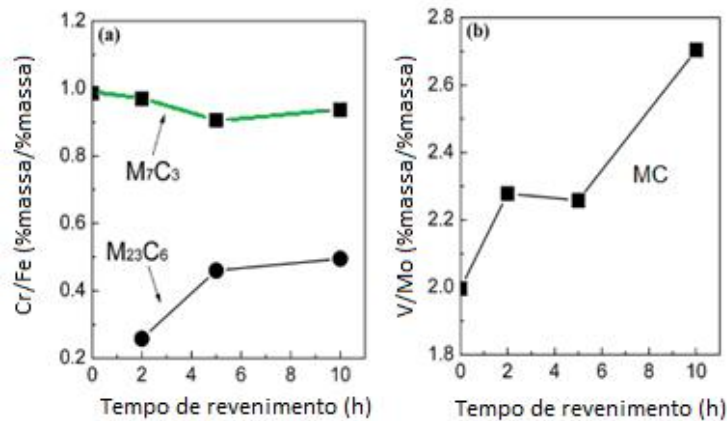 (a)
1.2
1.0
0.8
0.6
0.4
0.2
Cr/Fe (%massa/%massa)
M₇C₃
M₂₃C₆
0 2 4 6 8 10
Tempo de revenimento (h)
(b)
2.8
2.6
2.4
2.2
2.0
1.8
V/Mo (%massa/%massa)
MC
0 2 4 6 8 10
Tempo de revenimento (h)